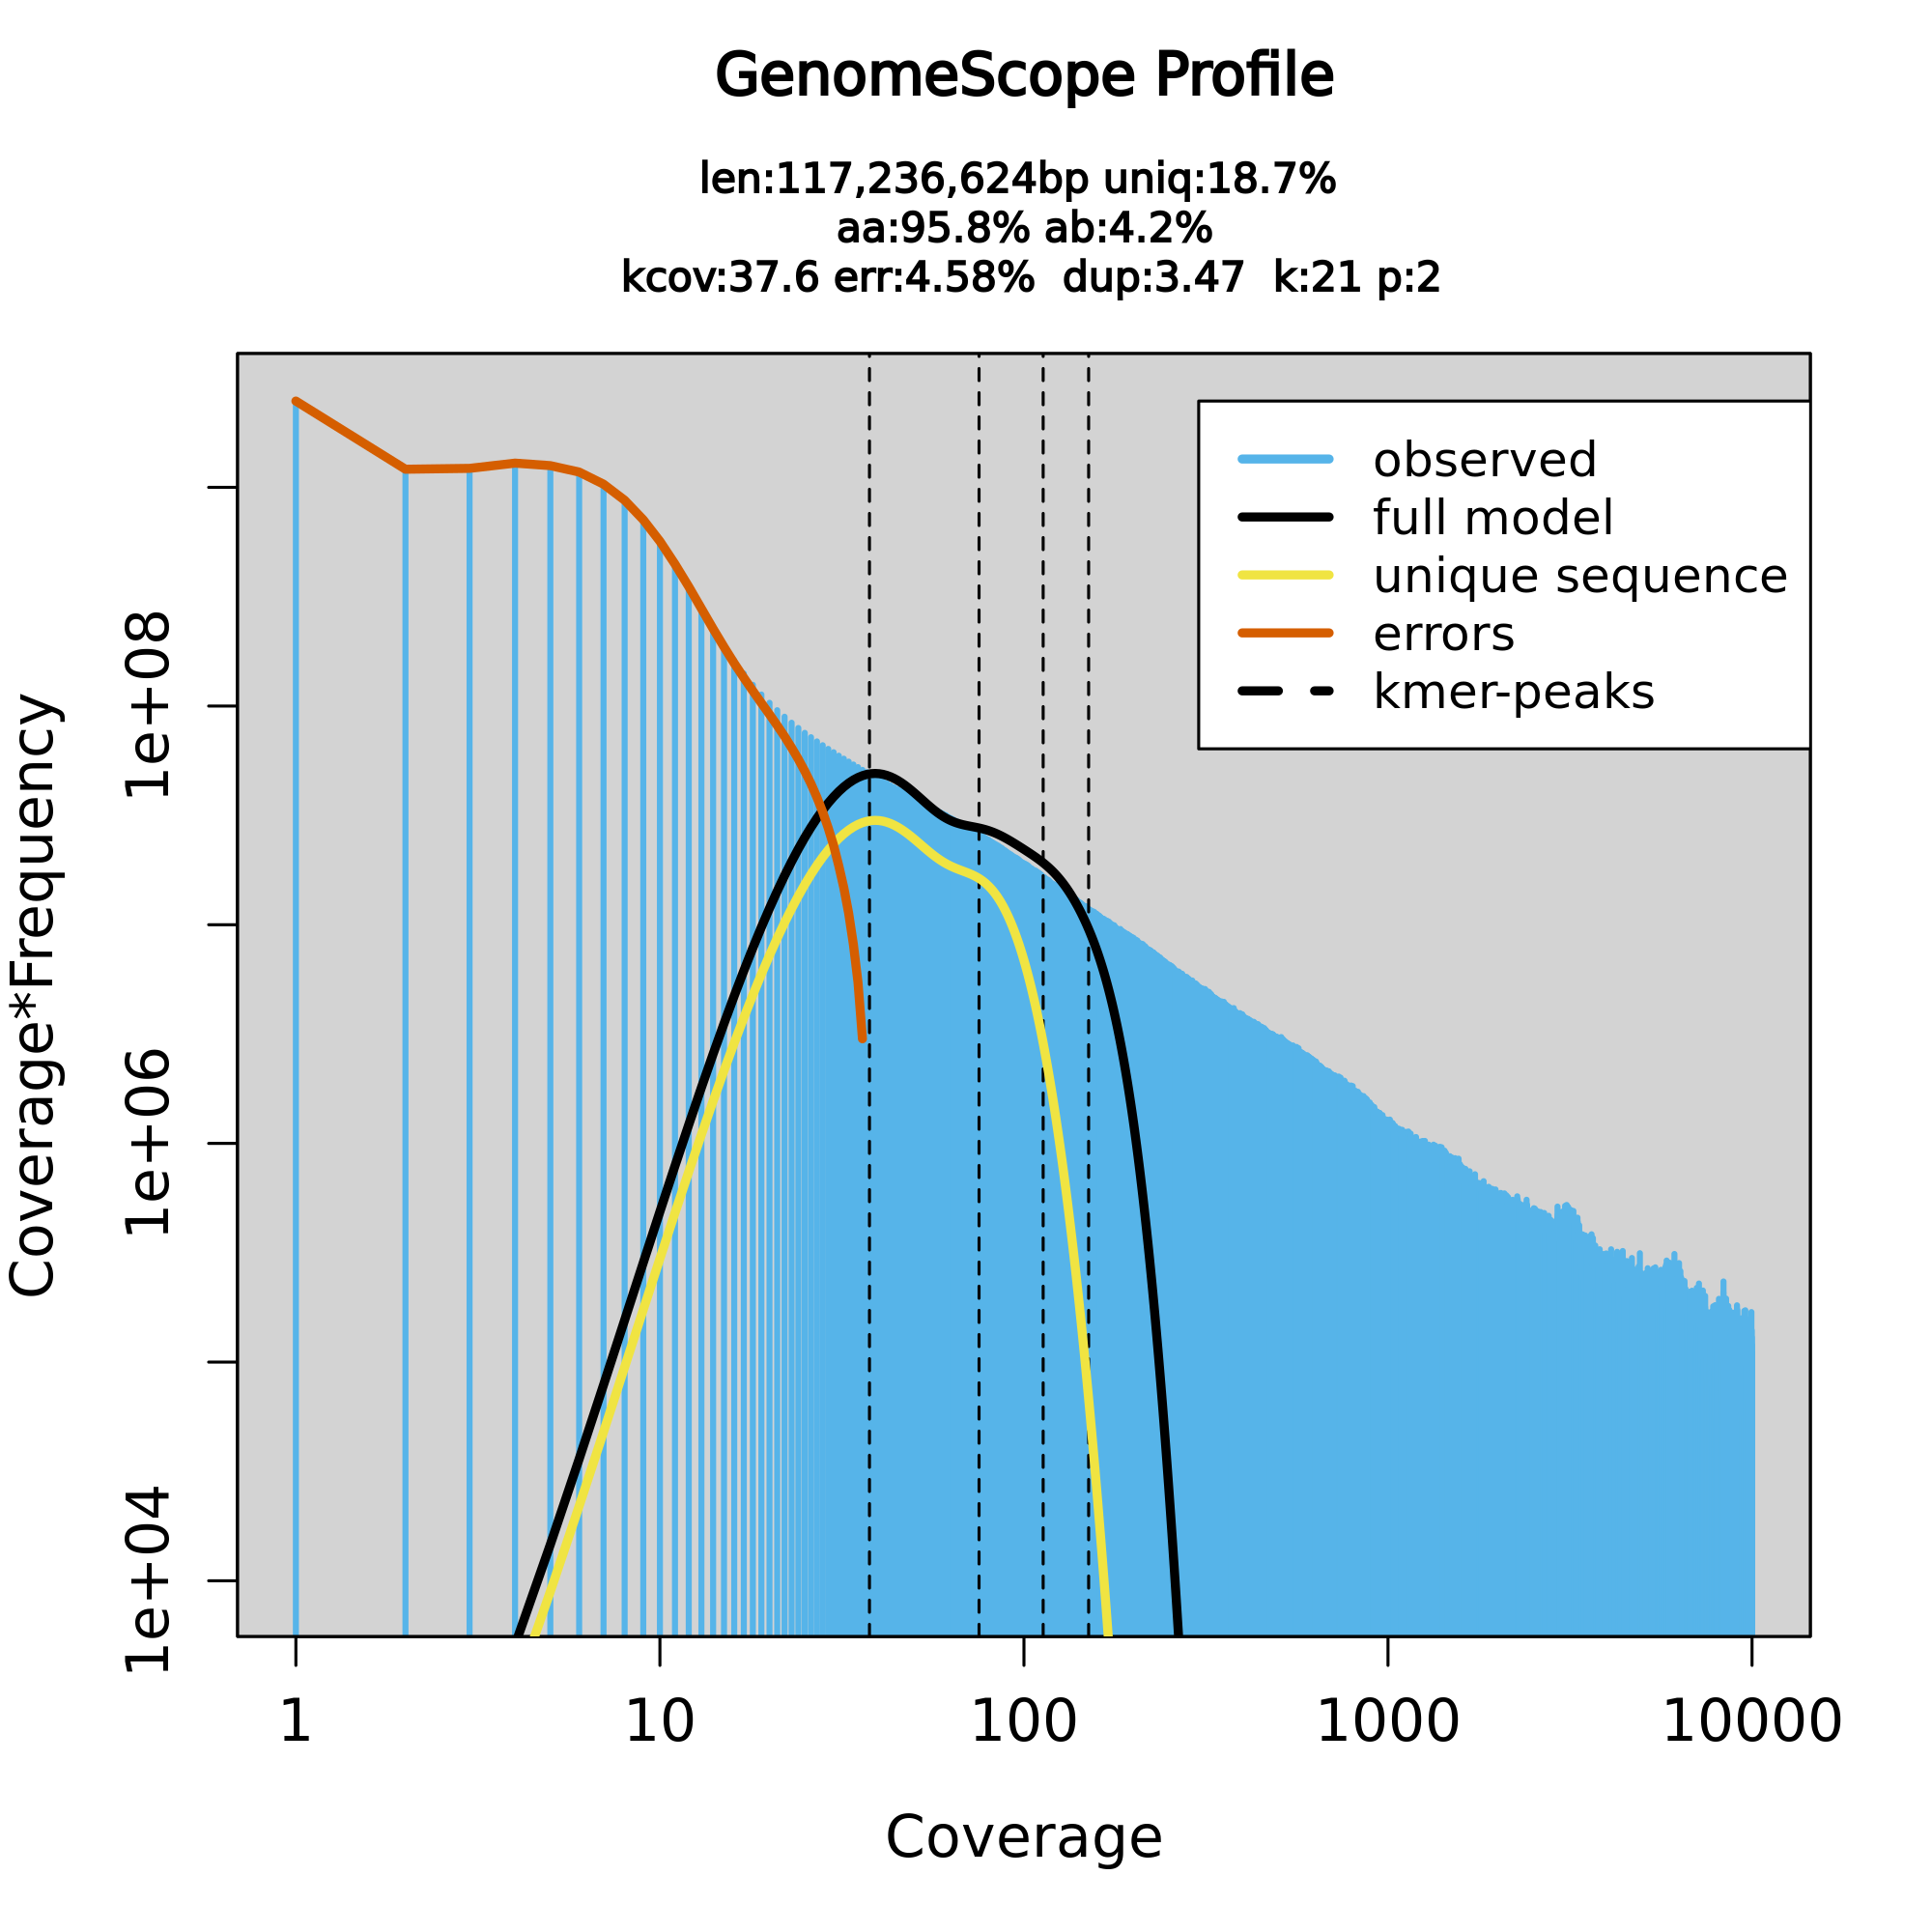 GenomeScope Profile
len:117,236,624bp uniq:18.7%
aa:95.8% ab:4.2%
kcov:37.6 err:4.58% dup:3.47 k:21 p:2
observed
full model
unique sequence
errors
kmer-peaks
Coverage*Frequency
1e+08
1e+06
1e+04
1 10 100 1000 10000
Coverage